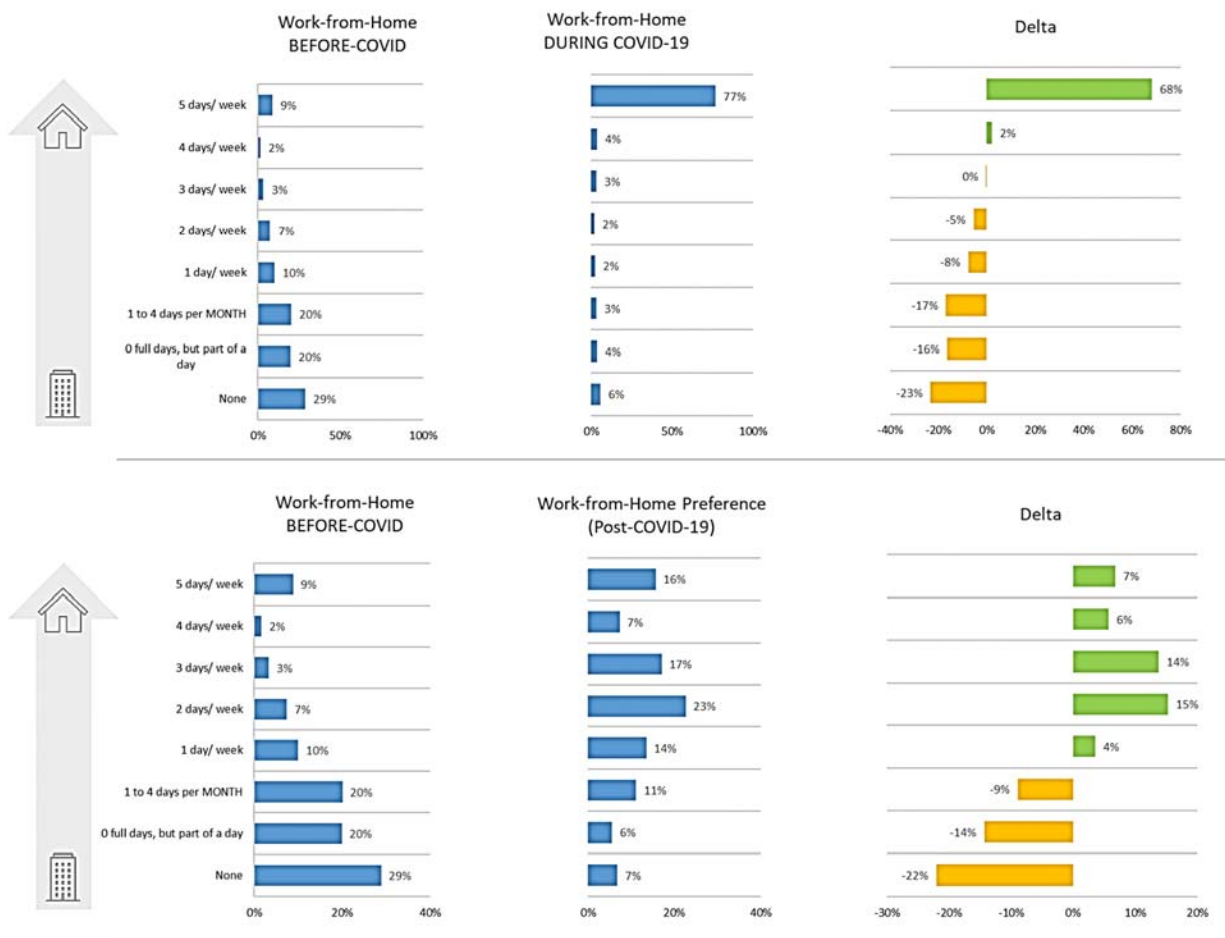 Work-from-Home
BEFORE-COVID
Work-from-Home
DURING COVID-19
Delta
5 days/ week 9% 77% 68%
4 days/ week 2% 4% 2%
3 days/ week 3% 3% 0%
2 days/ week 7% 2% -5%
1 day/ week 10% 2% -8%
1 to 4 days per MONTH 20% 3% -17%
0 full days, but part of a
day
20% 4% -16%
None 29% 6% -23%
0% 50% 100% 0% 50% 100% -40% -20% 0% 20% 40% 60% 80%
Work-from-Home
BEFORE-COVID
Work-from-Home Preference
(Post-COVID-19)
Delta
5 days/ week 9% 16% 7%
4 days/ week 2% 7% 6%
3 days/ week 3% 17% 14%
2 days/ week 7% 23% 15%
1 day/ week 10% 14% 4%
1 to 4 days per MONTH 20% 11% -9%
0 full days, but part of a day 20% 6% -14%
None 29% 7% -22%
0% 20% 40% 0% 20% 40% -30% -20% -10% 0% 10% 20%